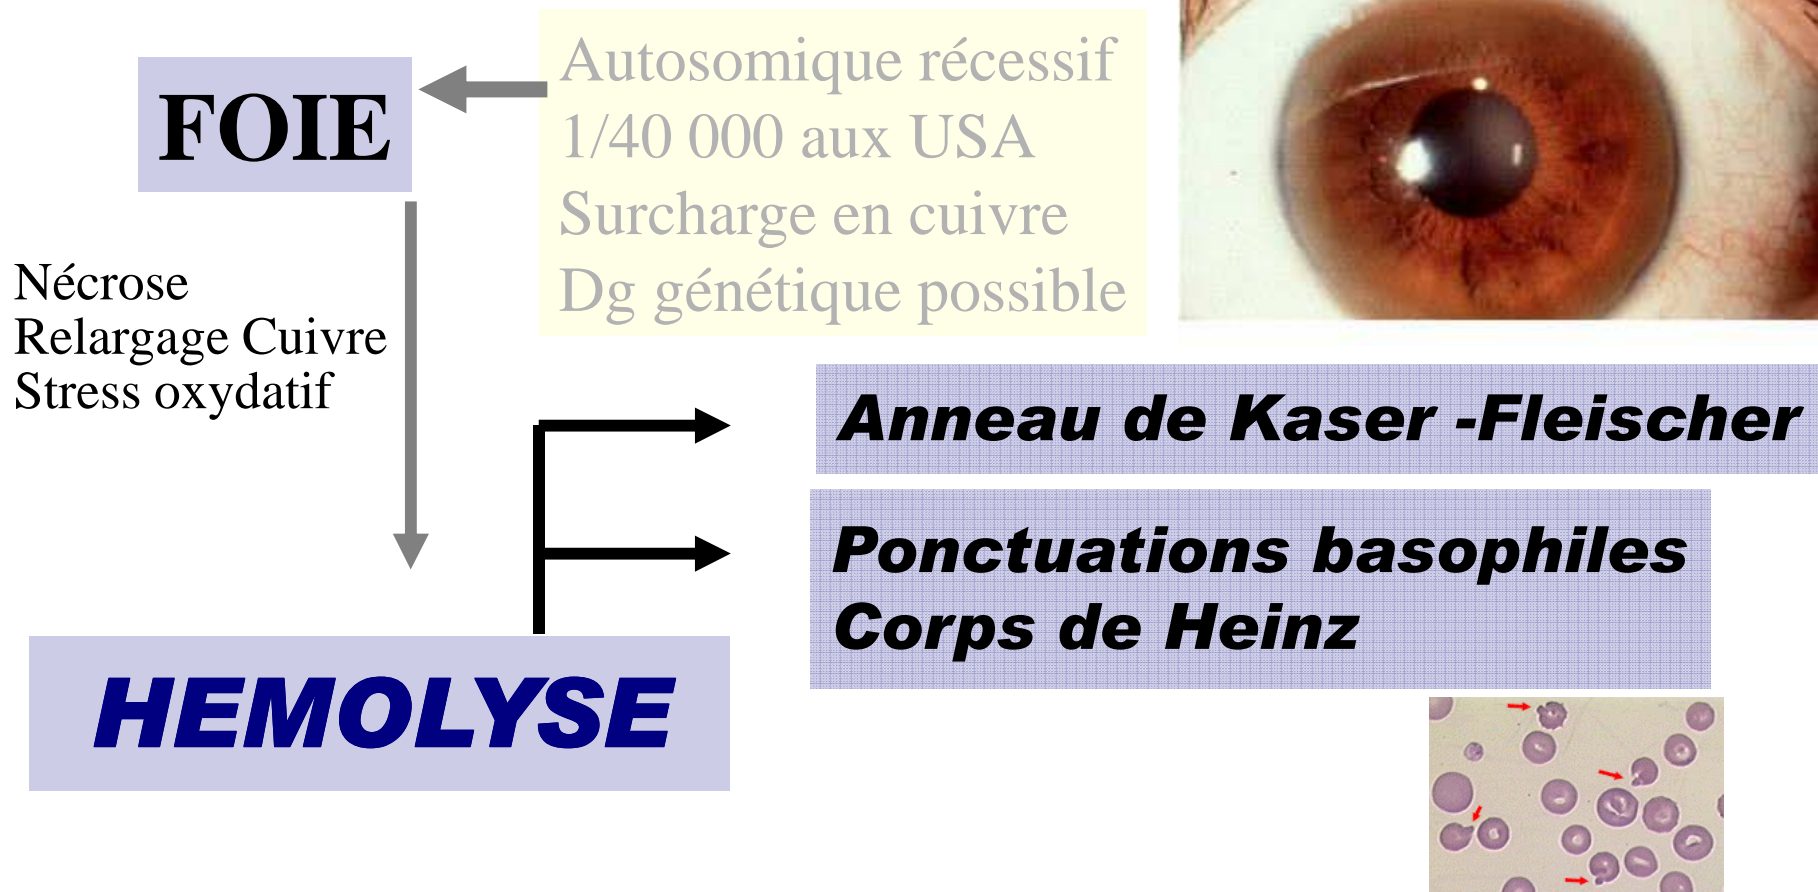 FOIE
Autosomique récessif
1/40 000 aux USA
Surcharge en cuivre
Dg génétique possible
Nécrose
Relargage Cuivre
Stress oxydatif
Anneau de Kaser -Fleischer
Ponctuations basophiles
Corps de Heinz
HEMOLYSE